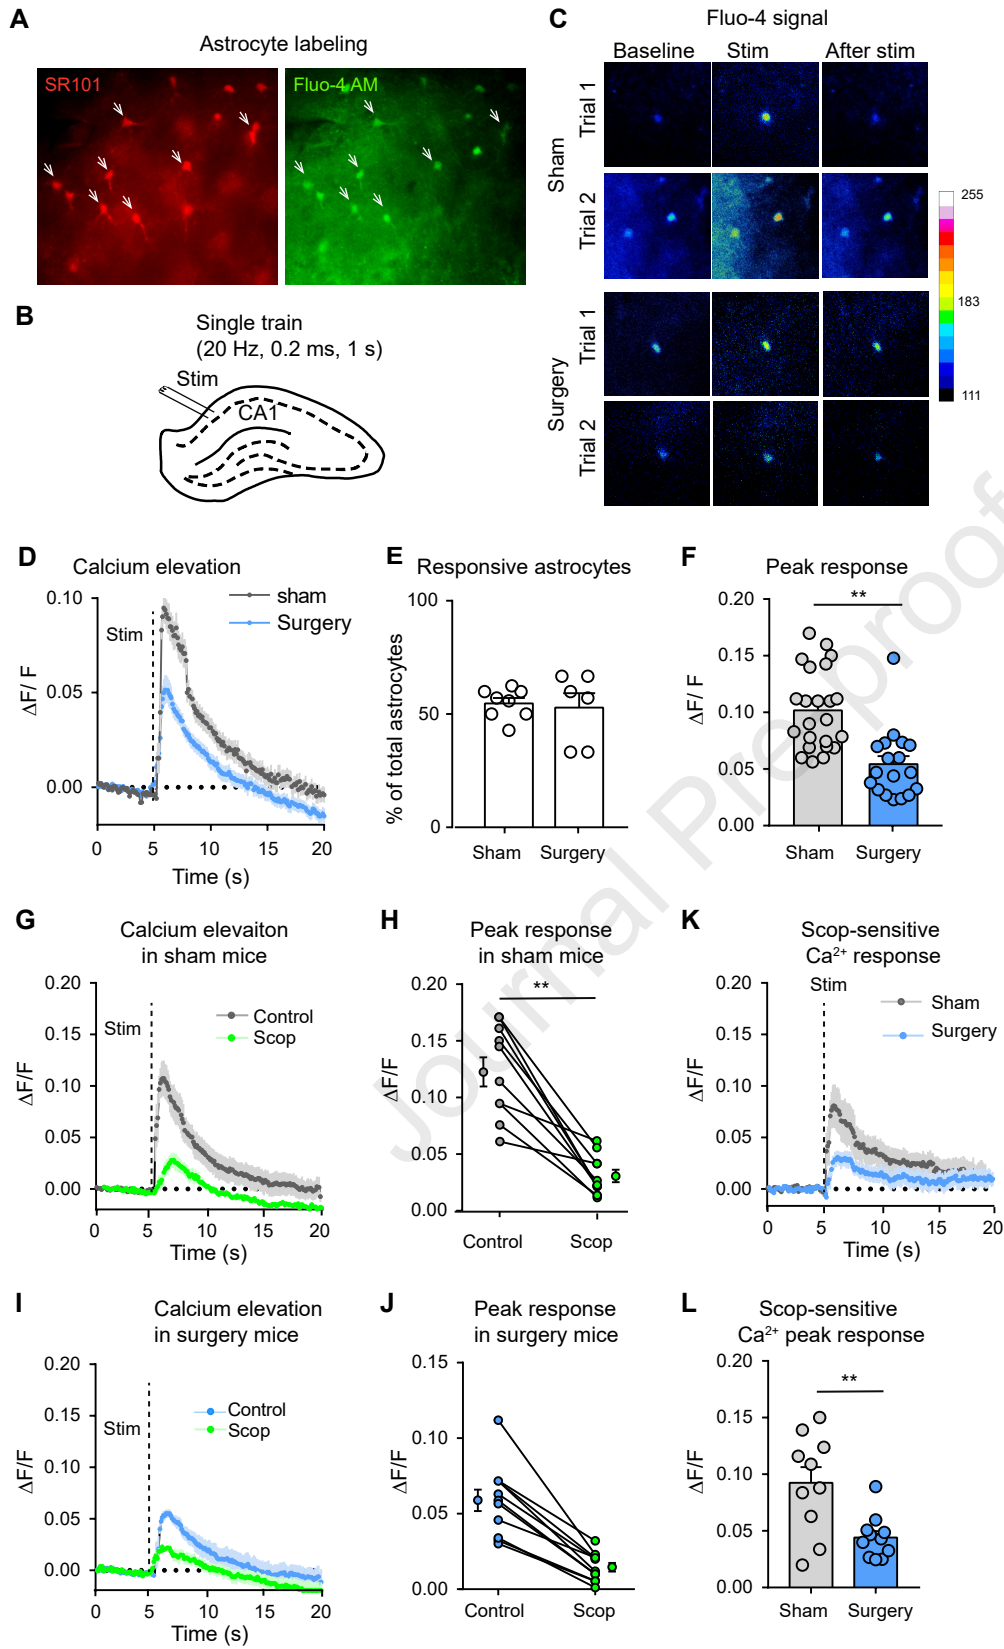 A
Astrocyte labeling
SR101
Fluo-4 AM
B
Single train
(20 Hz, 0.2 ms, 1 s)
Stim
CA1
C
Fluo-4 signal
Baseline Stim After stim
Sham
Trial 1
Trial 2
Surgery
Trial 1
Trial 2
255
183
111
D
Calcium elevation
0.10
0.05
0.00
ΔF/ F
Stim
sham
Surgery
0 5 10 15 20
Time (s)
E
Responsive astrocytes
100
50
0
% of total astrocytes
Sham Surgery
F
Peak response
**
0.20
0.15
0.10
0.05
0.00
ΔF/ F
Sham Surgery
G
Calcium elevaiton
in sham mice
0.20
0.15
0.10
0.05
0.00
ΔF/F
Stim
Control
Scop
0 5 10 15 20
Time (s)
H
Peak response
in sham mice
**
0.20
0.15
0.10
0.05
0.00
ΔF/F
Control Scop
K
Scop-sensitive
Ca²⁺ response
Stim
0.20
0.15
0.10
0.05
0.00
ΔF/F
Sham
Surgery
0 5 10 15 20
Time (s)
I
Calcium elevation
in surgery mice
0.20
0.15
0.10
0.05
0.00
ΔF/F
Stim
Control
Scop
0 5 10 15 20
Time (s)
J
Peak response
in surgery mice
0.15
0.10
0.05
0.00
ΔF/F
Control Scop
L
Scop-sensitive
Ca²⁺ peak response
**
0.20
0.15
0.10
0.05
0.00
ΔF/F
Sham Surgery
Journal Pre-proof